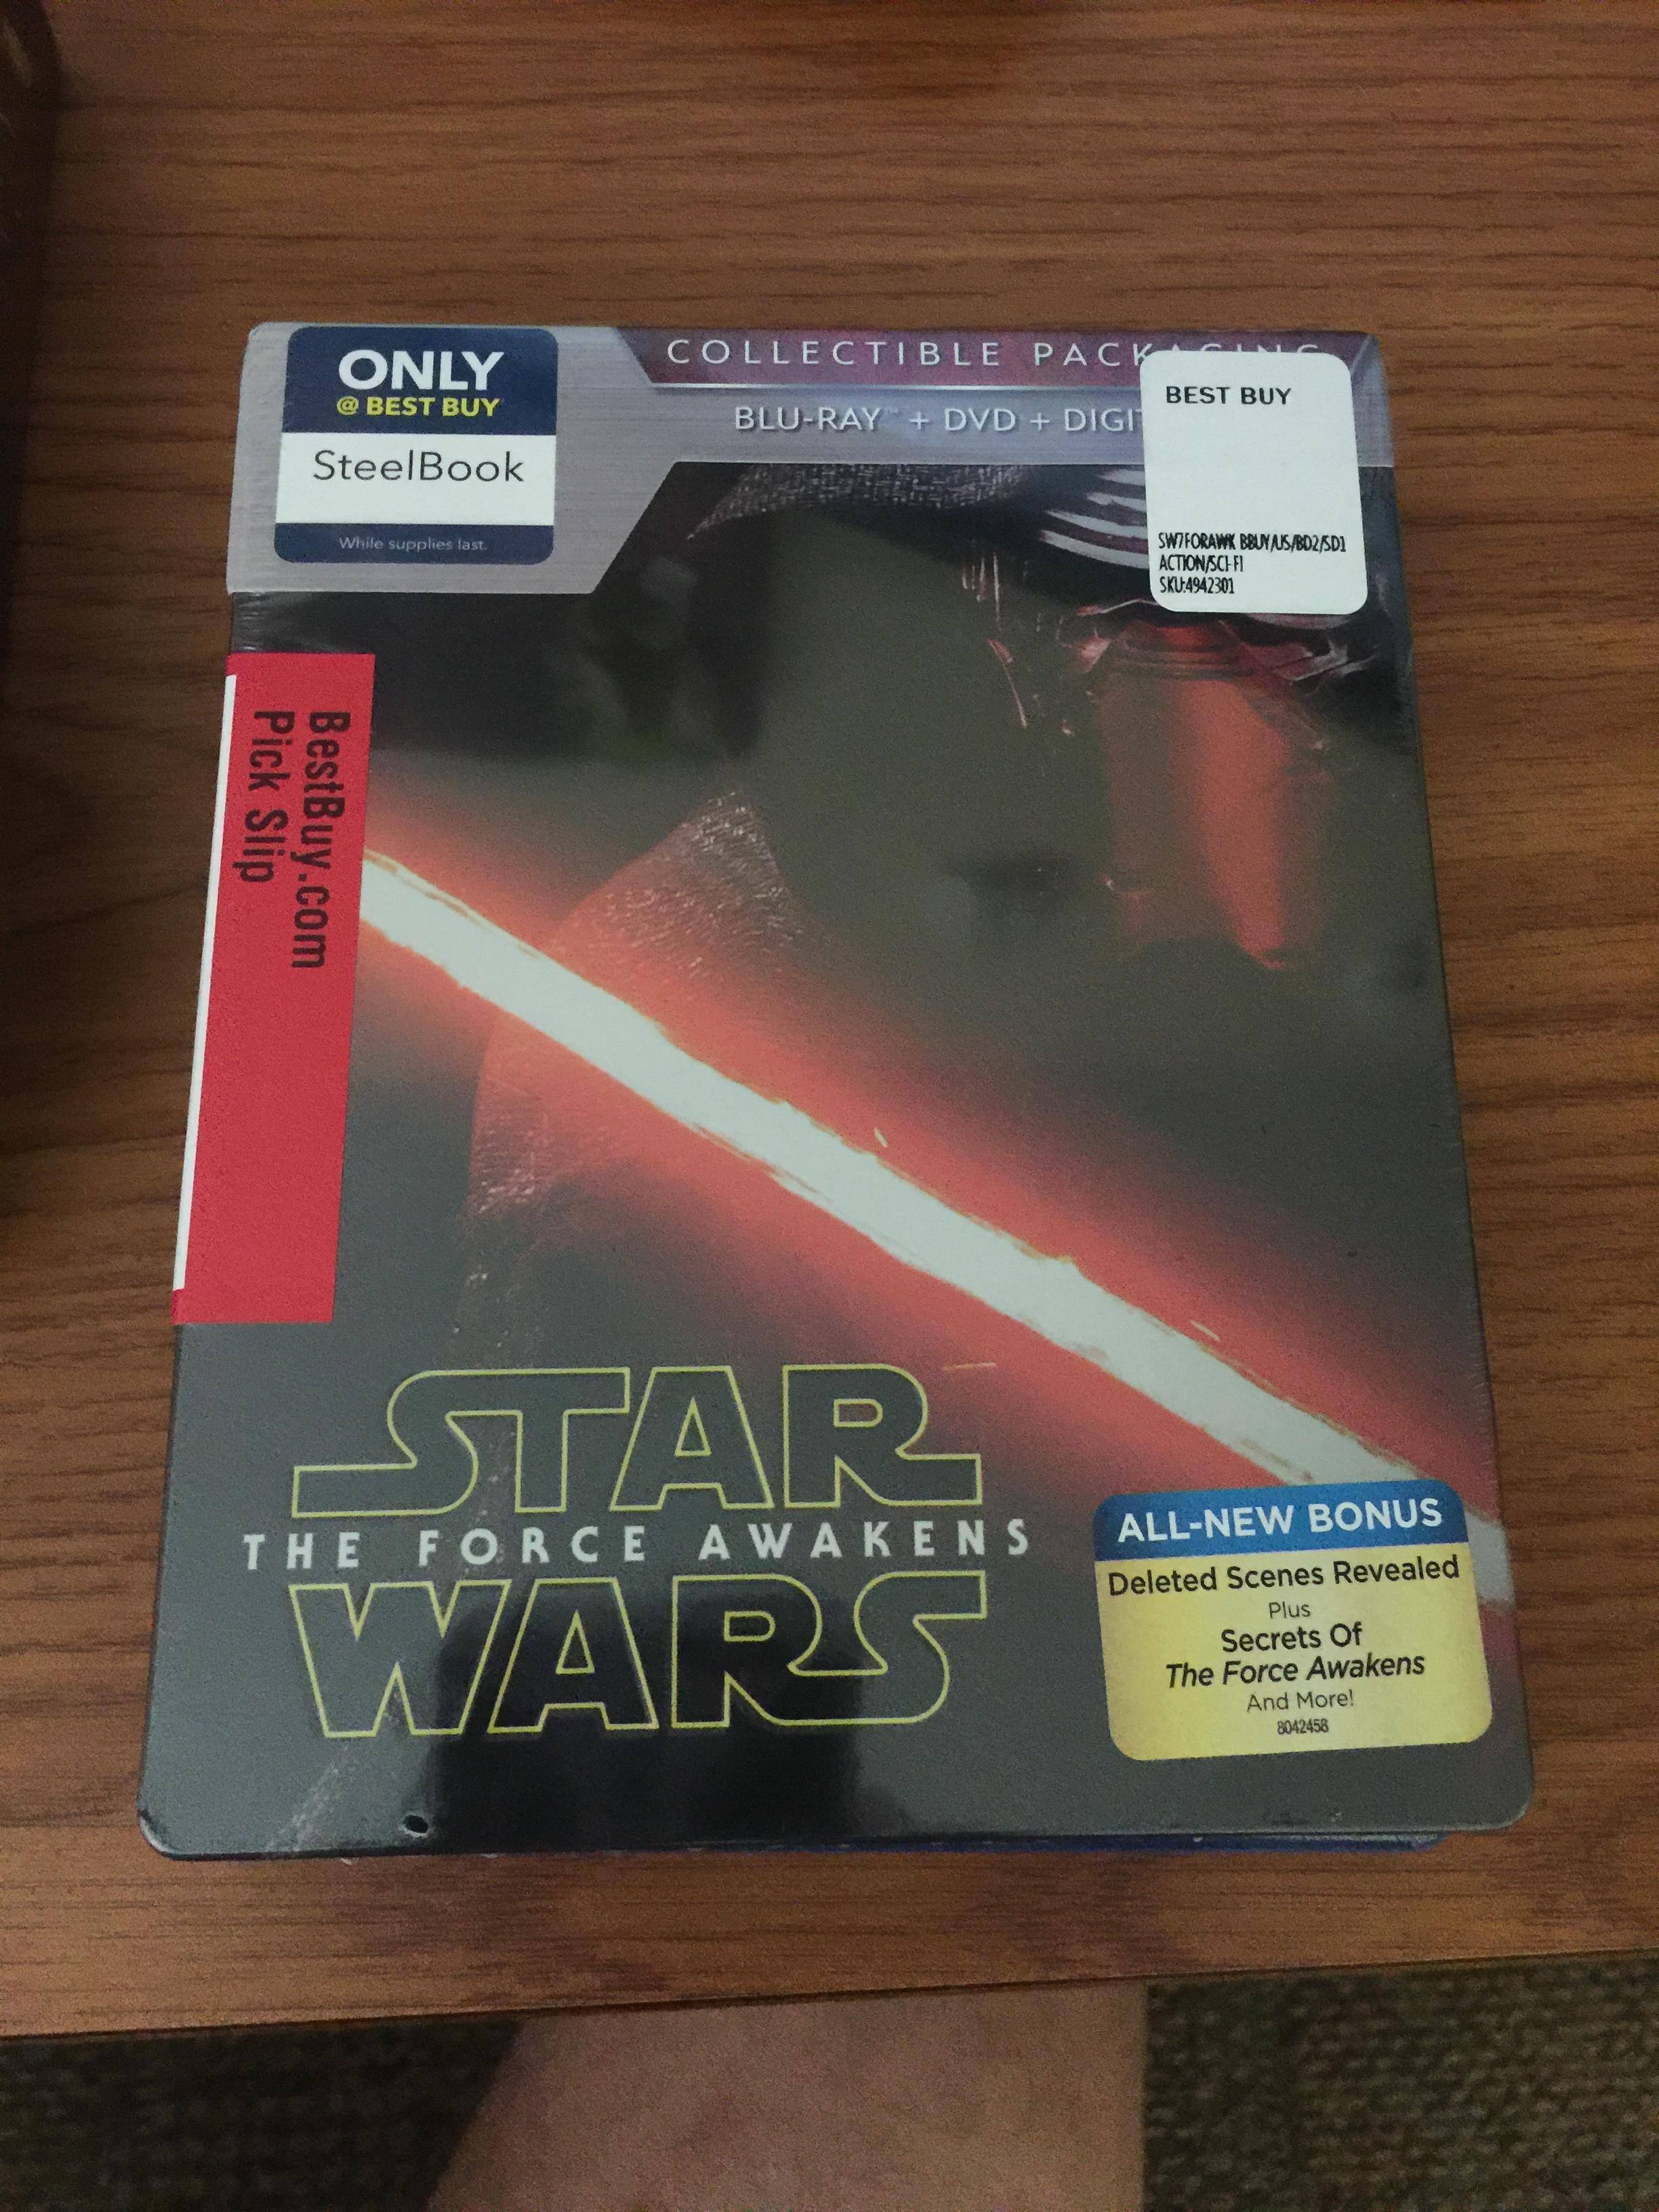 ONLY
@ BEST BUY
SteelBook
While supplies last.
COLLECTIBLE PACKAGING
BLU-RAY™ + DVD + DIGIT
BEST BUY
SW7FORAWK BBUY/US/BD2/SD1
ACTION/SCI-FI
SKU:4942301
BestBuy.com
Pick Slip
STAR
THE FORCE AWAKENS
WARS
ALL-NEW BONUS
Deleted Scenes Revealed
Plus
Secrets Of
The Force Awakens
And More!
8042458